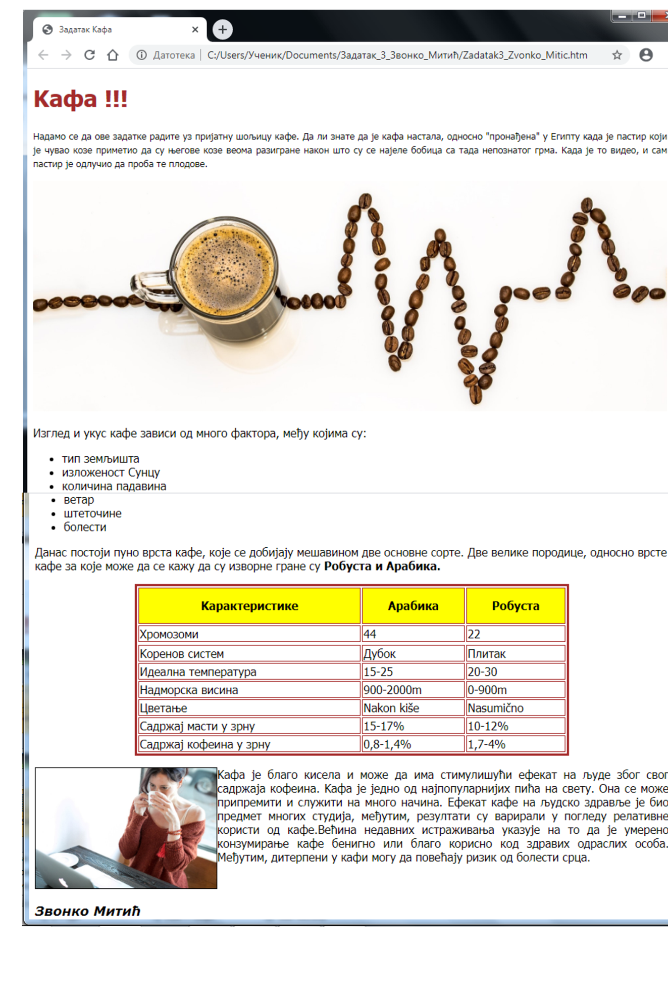 Задатак Кафа
Датотека | C:/Users/Ученик/Documents/Задатак_3_Звонко_Митић/Zadatak3_Zvonko_Mitic.htm
Кафа !!!
Надамо се да ове задатке радите уз пријатну шољицу кафе. Да ли знате да је кафа настала, односно "пронађена" у Египту када је пастир који
је чувао козе приметио да су његове козе веома разигране након што су се најеле бобица са тада непознатог грма. Када је то видео, и сам
пастир је одлучио да проба те плодове.
Изглед и укус кафе зависи од много фактора, међу којима су:
• тип земљишта
• изложеност Сунцу
• количина падавина
• ветар
• штеточине
• болести
Данас постоји пуно врста кафе, које се добијају мешавином две основне сорте. Две велике породице, односно врсте
кафе за које може да се кажу да су изворне гране су Робуста и Арабика.
Карактеристике Арабика Робуста
Хромозоми 44 22
Коренов систем Дубок Плитак
Идеална температура 15-25 20-30
Надморска висина 900-2000m 0-900m
Цветање Nakon kiše Nasumično
Садржај масти у зрну 15-17% 10-12%
Садржај кофеина у зрну 0,8-1,4% 1,7-4%
Кафа је благо кисела и може да има стимулишући ефекат на људе због свог
садржаја кофеина. Кафа је једно од најпопуларнијих пића на свету. Она се може
припремити и служити на много начина. Ефекат кафе на људско здравље је био
предмет многих студија, међутим, резултати су варирали у погледу релативне
користи од кафе.Већина недавних истраживања указује на то да је умерено
конзумирање кафе бенигно или благо корисно код здравих одраслих особа.
Међутим, дитерпени у кафи могу да повећају ризик од болести срца.
Звонко Митић